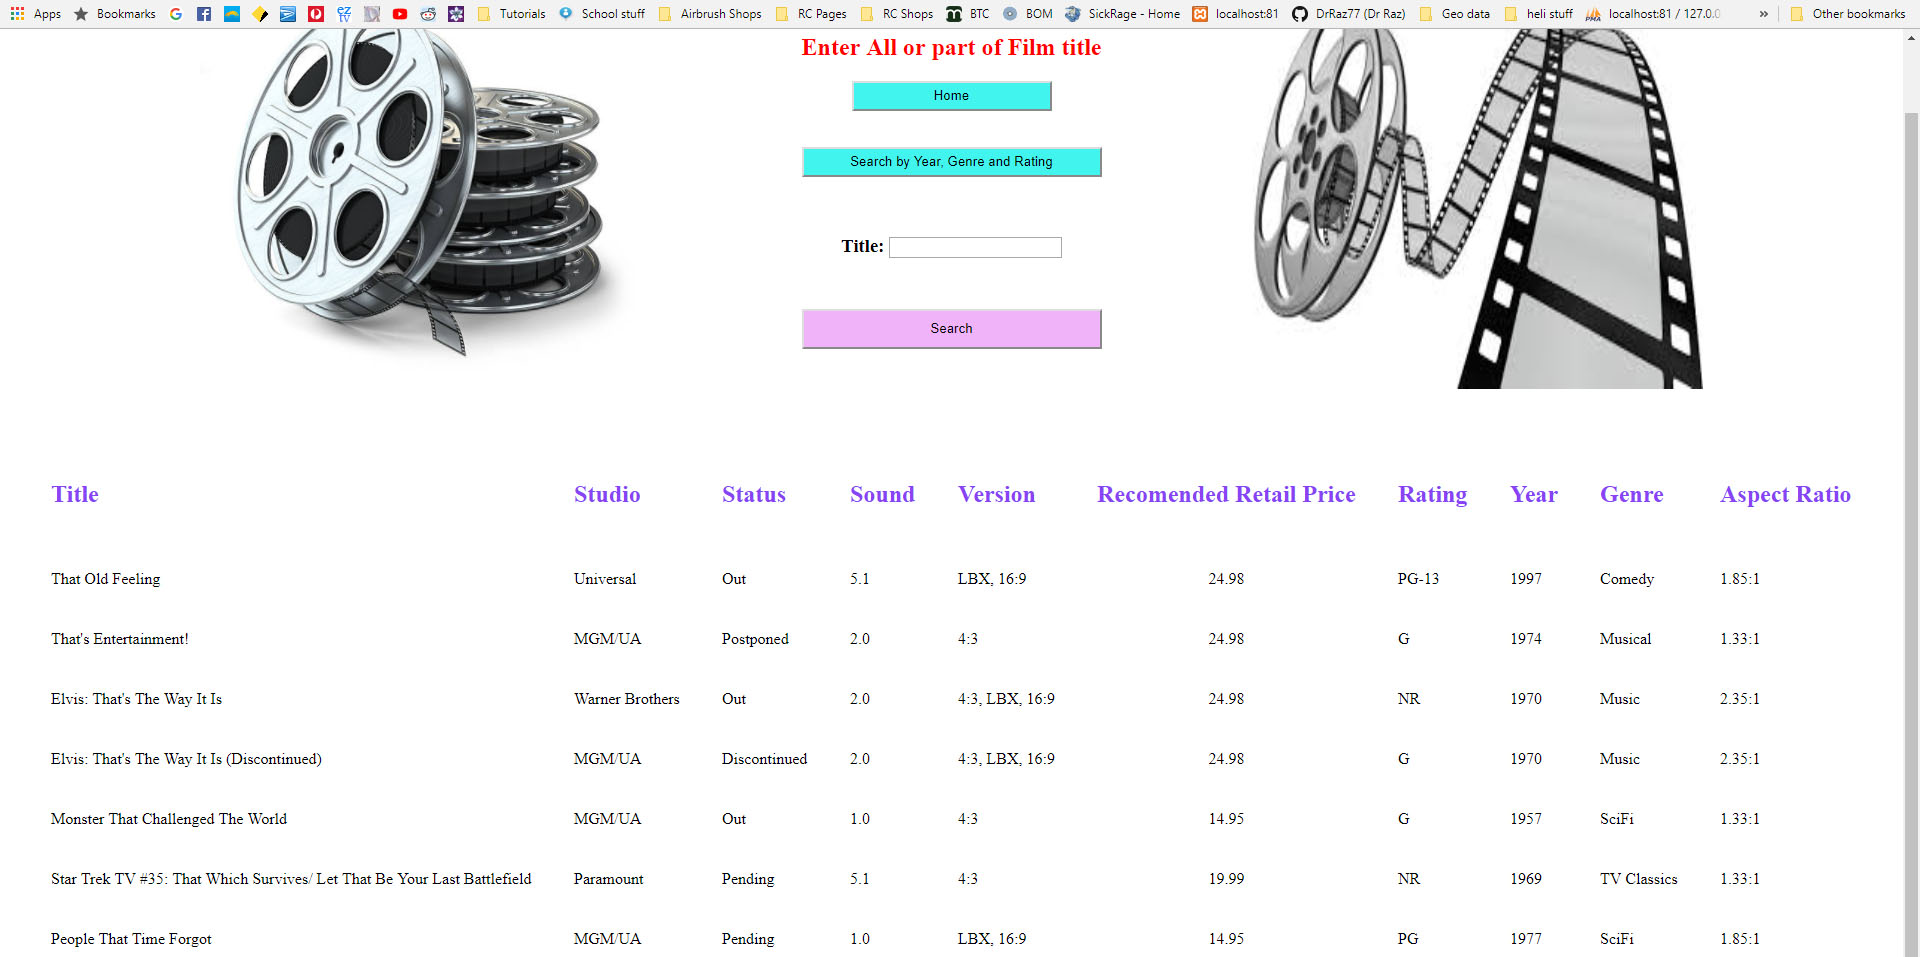 Apps Bookmarks Tutorials School stuff Airbrush Shops RC Pages RC Shops BTC BOM SickRage - Home localhost:81 DrRaz77 (Dr Raz) Geo data heli stuff localhost:81 / 127.0.0 » Other bookmarks
Enter All or part of Film title
Home
Search by Year, Genre and Rating
Title:
Search
Title Studio Status Sound Version Recomended Retail Price Rating Year Genre Aspect Ratio
That Old Feeling Universal Out 5.1 LBX, 16:9 24.98 PG-13 1997 Comedy 1.85:1
That's Entertainment! MGM/UA Postponed 2.0 4:3 24.98 G 1974 Musical 1.33:1
Elvis: That's The Way It Is Warner Brothers Out 2.0 4:3, LBX, 16:9 24.98 NR 1970 Music 2.35:1
Elvis: That's The Way It Is (Discontinued) MGM/UA Discontinued 2.0 4:3, LBX, 16:9 24.98 G 1970 Music 2.35:1
Monster That Challenged The World MGM/UA Out 1.0 4:3 14.95 G 1957 SciFi 1.33:1
Star Trek TV #35: That Which Survives/ Let That Be Your Last Battlefield Paramount Pending 5.1 4:3 19.99 NR 1969 TV Classics 1.33:1
People That Time Forgot MGM/UA Pending 1.0 LBX, 16:9 14.95 PG 1977 SciFi 1.85:1